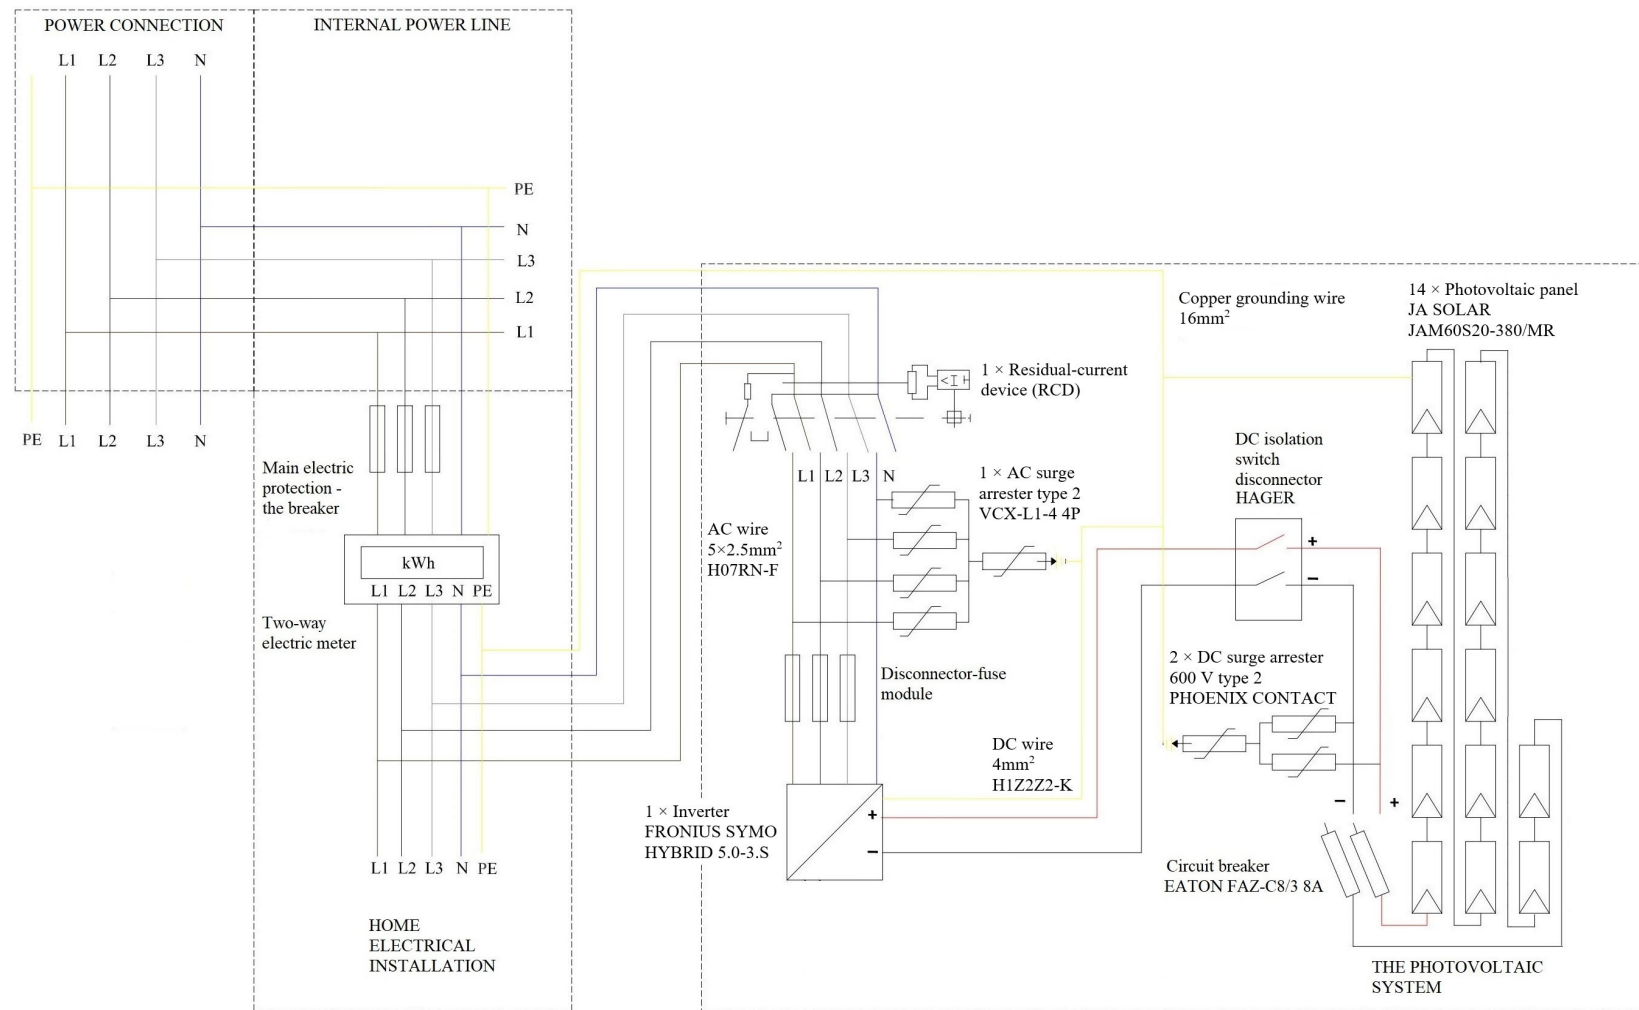 POWER CONNECTION
INTERNAL POWER LINE
L1 L2 L3 N
PE
N
L3
L2
L1
PE L1 L2 L3 N
Main electric
protection -
the breaker
kWh
L1 L2 L3 N PE
Two-way
electric meter
L1 L2 L3 N PE
HOME
ELECTRICAL
INSTALLATION
Copper grounding wire
16mm²
14 × Photovoltaic panel
JA SOLAR
JAM60S20-380/MR
1 × Residual-current
device (RCD)
<I
DC isolation
switch
disconnector
HAGER
+
−
L1 L2 L3 N
1 × AC surge
arrester type 2
VCX-L1-4 4P
AC wire
5×2.5mm²
H07RN-F
Disconnector-fuse
module
2 × DC surge arrester
600 V type 2
PHOENIX CONTACT
DC wire
4mm²
H1Z2Z2-K
1 × Inverter
FRONIUS SYMO
HYBRID 5.0-3.S
+
−
− +
Circuit breaker
EATON FAZ-C8/3 8A
THE PHOTOVOLTAIC
SYSTEM